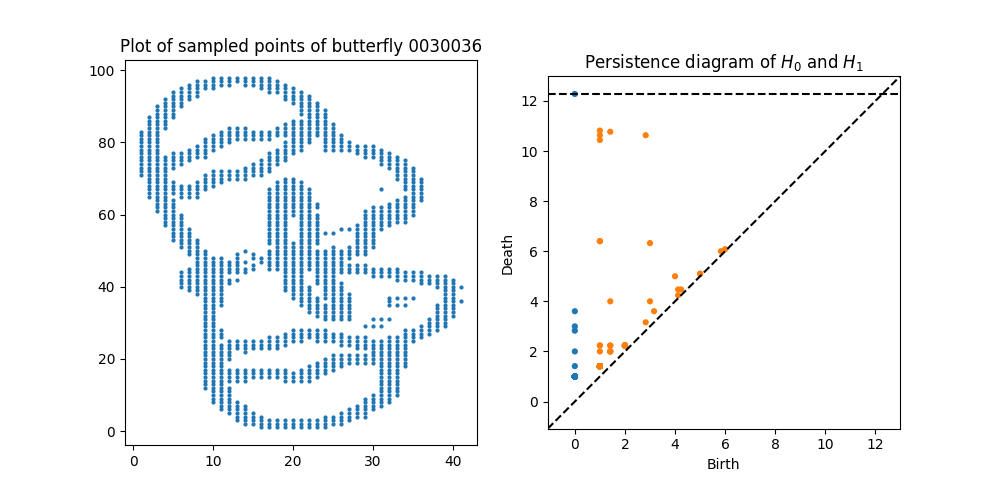 Plot of sampled points of butterfly 0030036
100
80
60
40
20
0
0 10 20 30 40
Persistence diagram of H₀ and H₁
12
10
8
6
4
2
0
Death
0 2 4 6 8 10 12
Birth